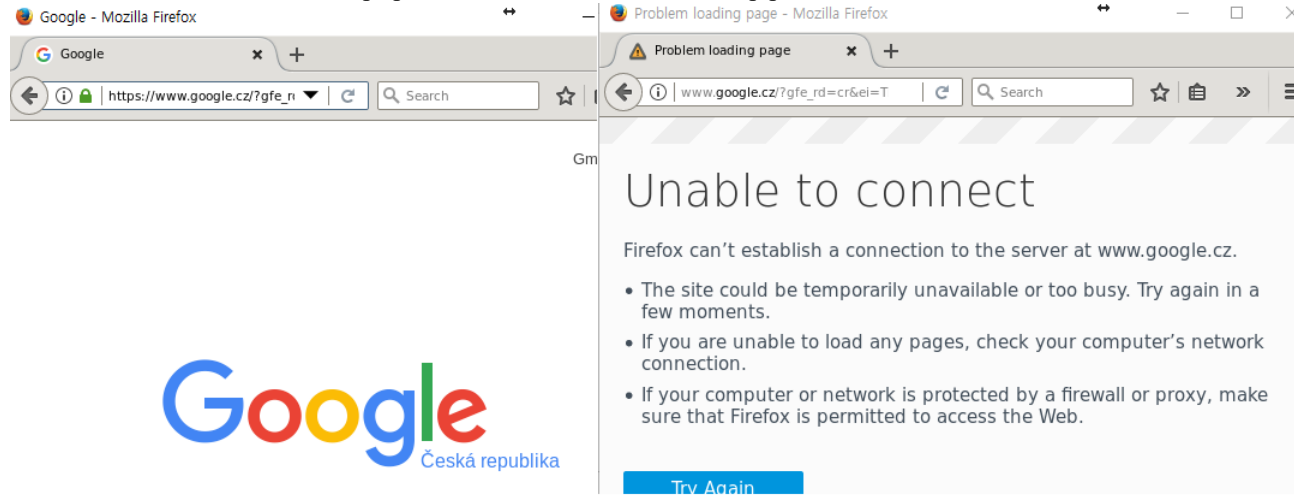 Google - Mozilla Firefox
Google
https://www.google.cz/?gfe_r
Search
Gm
Google
Česká republika
Problem loading page - Mozilla Firefox
Problem loading page
www.google.cz/?gfe_rd=cr&ei=T
Search
Unable to connect
Firefox can’t establish a connection to the server at www.google.cz.
• The site could be temporarily unavailable or too busy. Try again in a
few moments.
• If you are unable to load any pages, check your computer’s network
connection.
• If your computer or network is protected by a firewall or proxy, make
sure that Firefox is permitted to access the Web.
Try Again